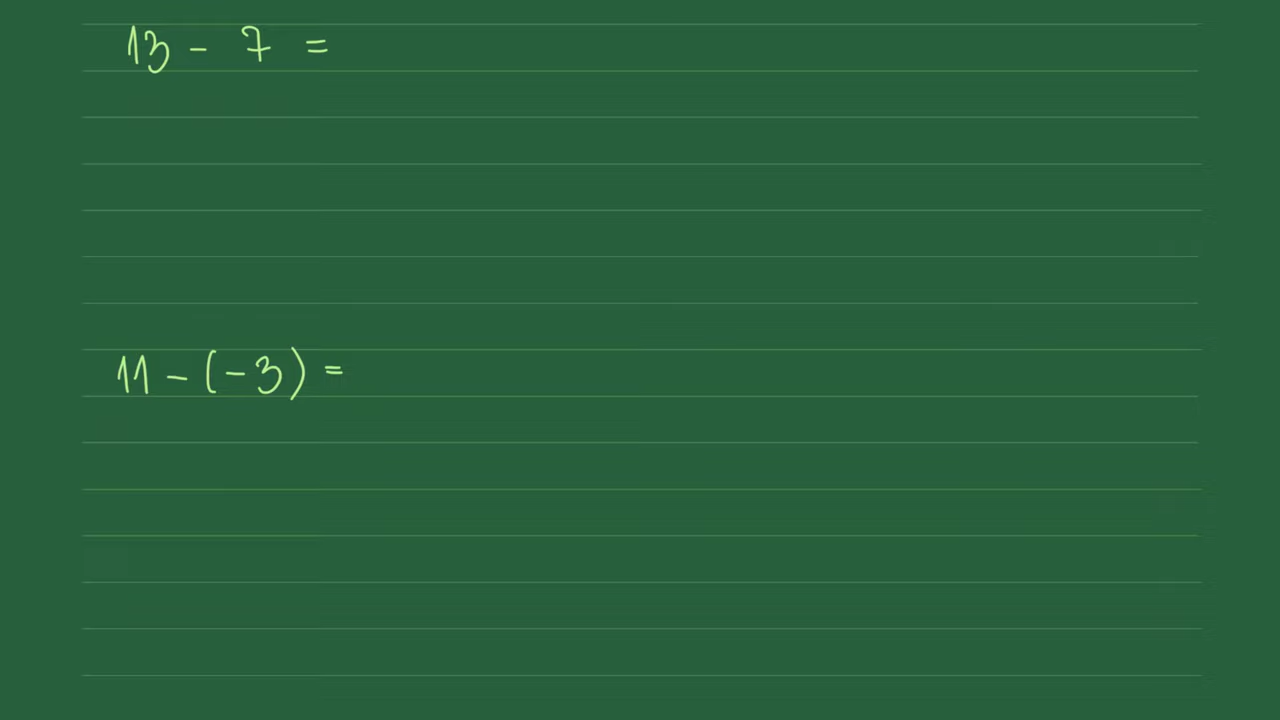 13 - 7 =
11 - (-3) =